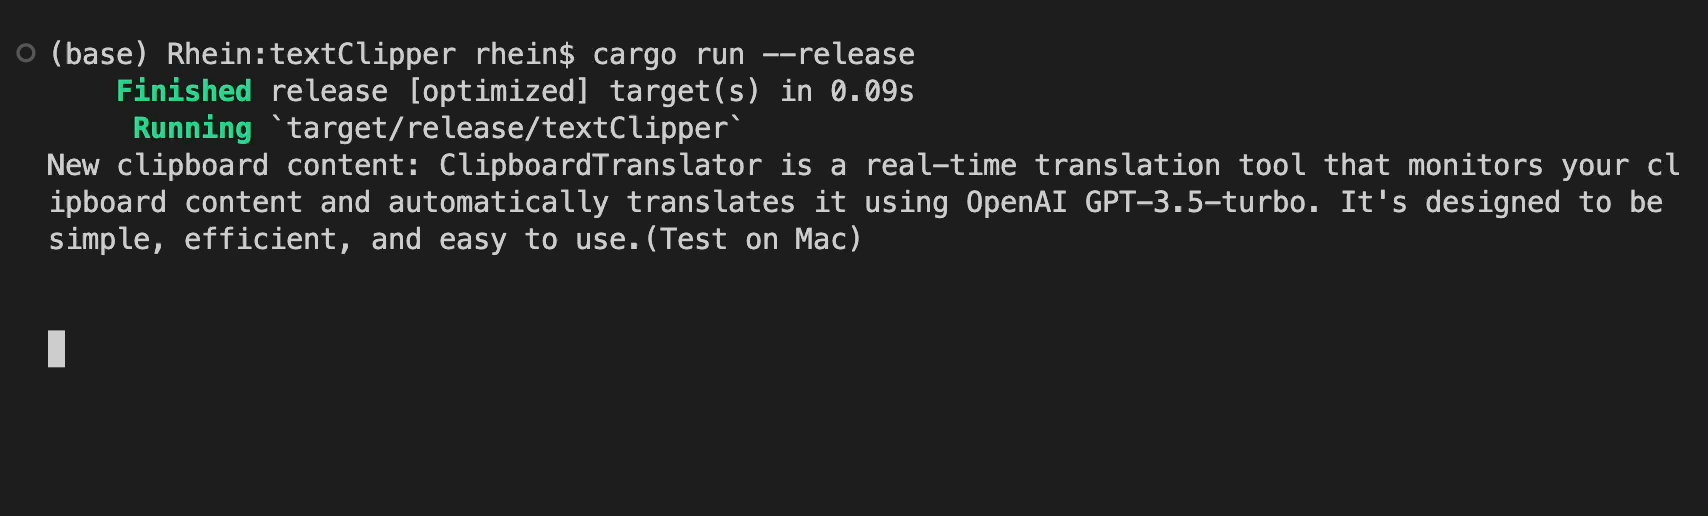 (base) Rhein:textClipper rhein$ cargo run --release
Finished release [optimized] target(s) in 0.09s
Running `target/release/textClipper`
New clipboard content: ClipboardTranslator is a real-time translation tool that monitors your cl
ipboard content and automatically translates it using OpenAI GPT-3.5-turbo. It's designed to be
simple, efficient, and easy to use.(Test on Mac)